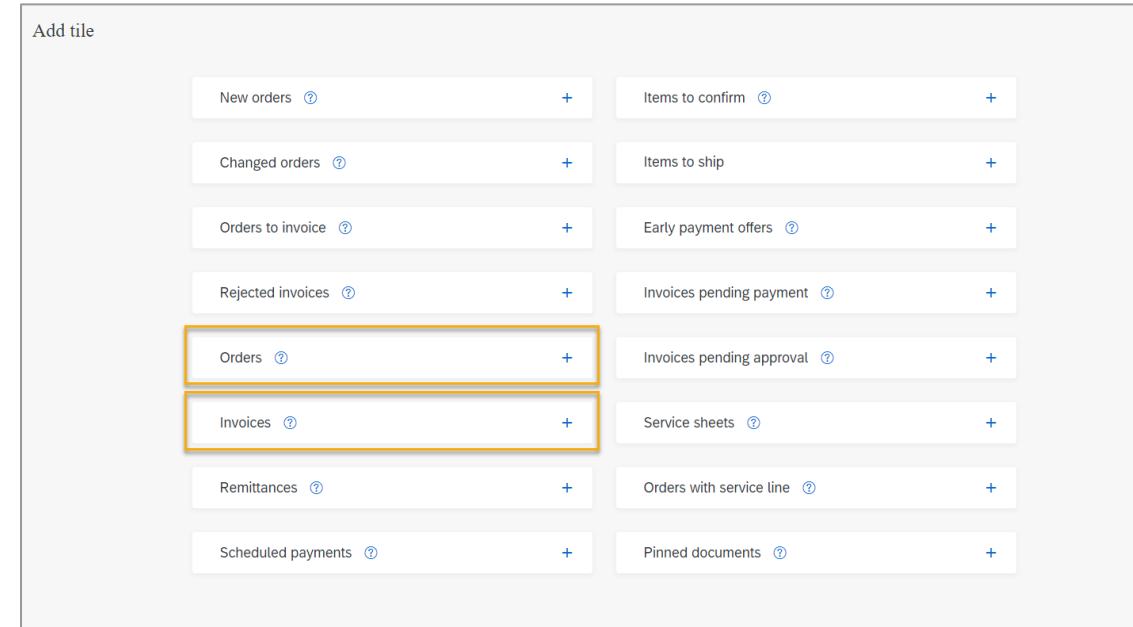 Add tile
New orders ? +
Items to confirm ? +
Changed orders ? +
Items to ship +
Orders to invoice ? +
Early payment offers ? +
Rejected invoices ? +
Invoices pending payment ? +
Orders ? +
Invoices pending approval ? +
Invoices ? +
Service sheets ? +
Remittances ? +
Orders with service line ? +
Scheduled payments ? +
Pinned documents ? +